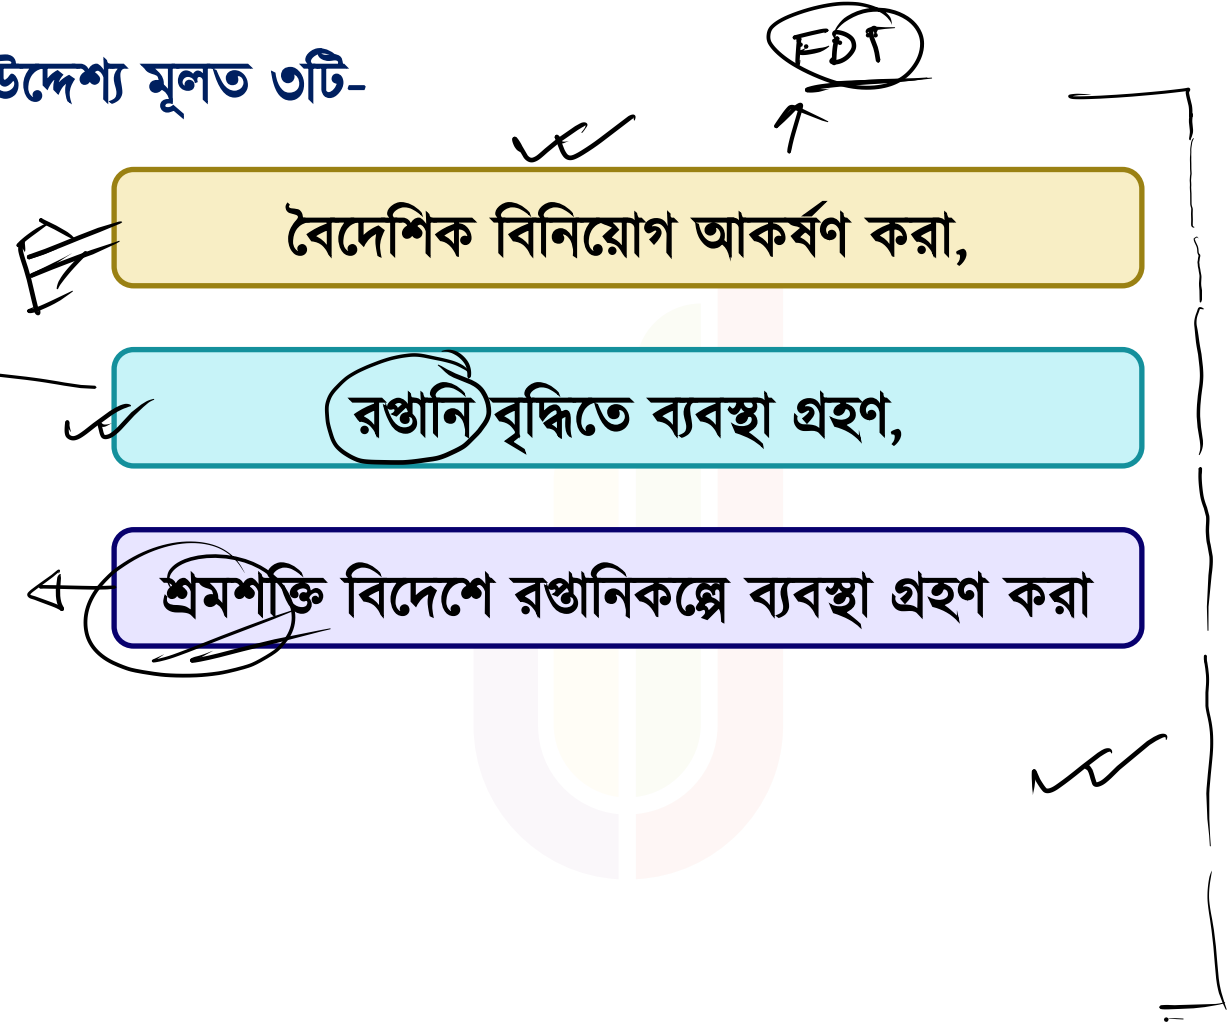 FDI
উদ্দেশ্য মূলত ৩টি-
বৈদেশিক বিনিয়োগ আকর্ষণ করা,
রপ্তানি বৃদ্ধিতে ব্যবস্থা গ্রহণ,
শ্রমশক্তি বিদেশে রপ্তানিকল্পে ব্যবস্থা গ্রহণ করা